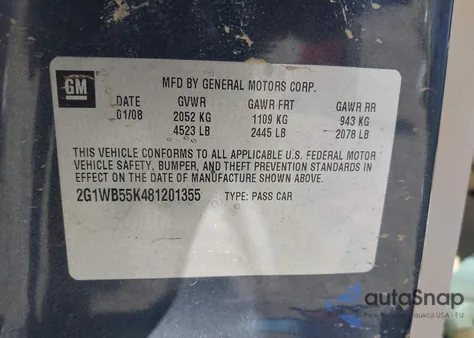 GM
MFD BY GENERAL MOTORS CORP.
DATE GVWR GAWR FRT GAWR RR
01/08 2052 KG 1109 KG 943 KG
4523 LB 2445 LB 2078 LB
THIS VEHICLE CONFORMS TO ALL APPLICABLE U.S. FEDERAL MOTOR
VEHICLE SAFETY, BUMPER, AND THEFT PREVENTION STANDARDS IN
EFFECT ON THE DATE OF MANUFACTURE SHOWN ABOVE.
2G1WB55K481201355 TYPE: PASS CAR
autoSnap
USA - EU